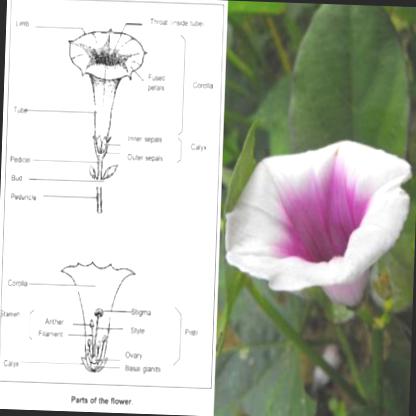 Limb
Throat (inside tube)
Fused
petals
Corolla
Tube
Inner sepals
Calyx
Outer sepals
Pedicel
Bud
Peduncle
Corolla
Stamen
Stigma
Anther
Filament
Style
Pistil
Ovary
Calyx
Basal glands
Parts of the flower.